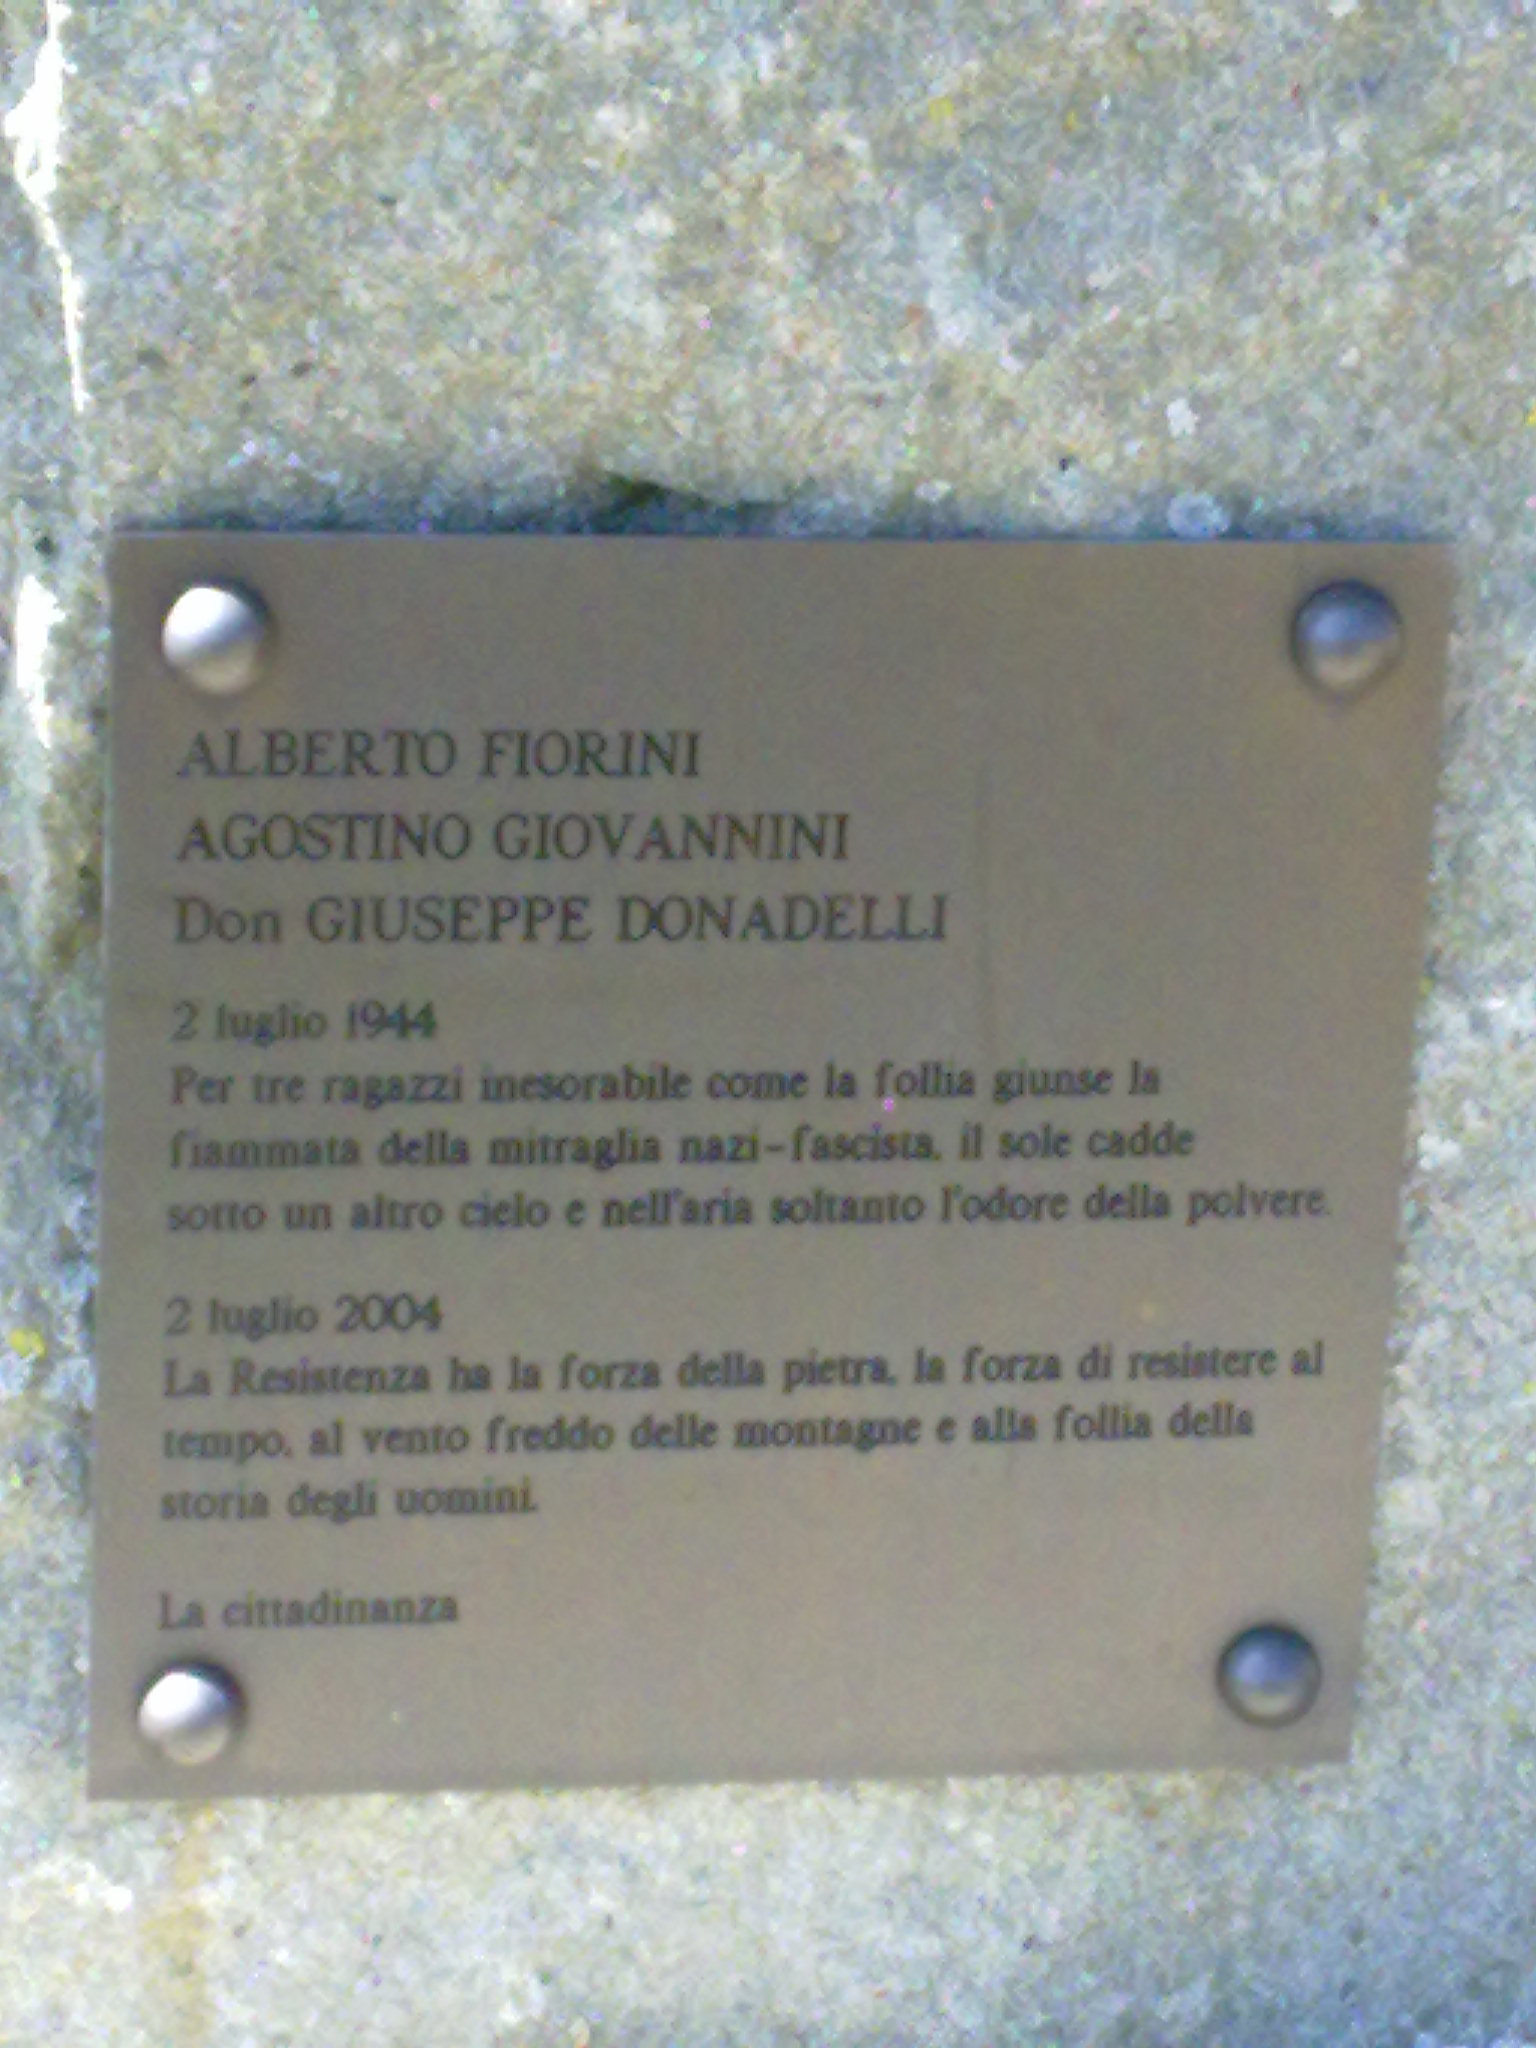 ALBERTO FIORINI
AGOSTINO GIOVANNINI
Don GIUSEPPE DONADELLI
2 luglio 1944
Per tre ragazzi inesorabile come la follia giunse la
fiammata della mitraglia nazi-fascista, il sole cadde
sotto un altro cielo e nell'aria soltanto l'odore della polvere.
2 luglio 2004
La Resistenza ha la forza della pietra, la forza di resistere al
tempo, al vento freddo delle montagne e alla follia della
storia degli uomini.
La cittadinanza